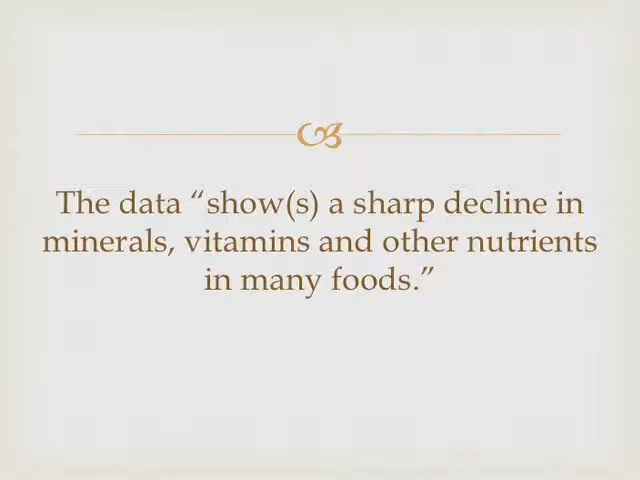 The data “show(s) a sharp decline in
minerals, vitamins and other nutrients
in many foods.”